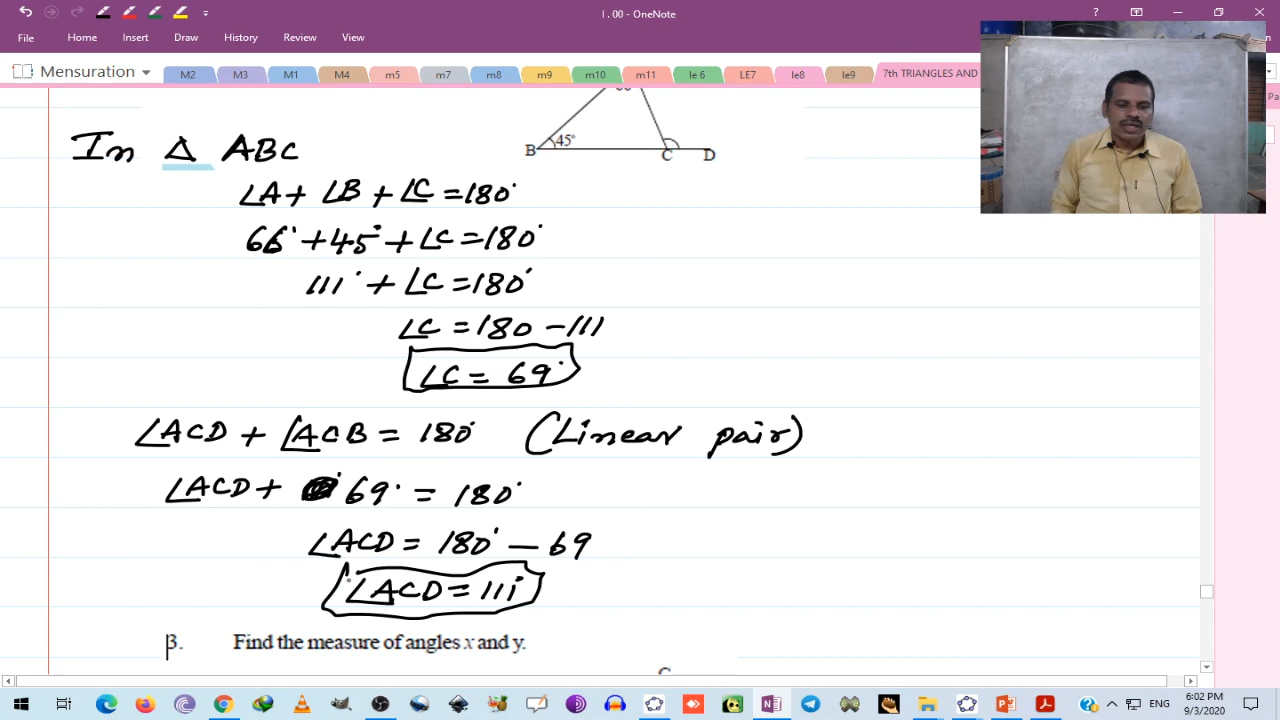 1.00 - OneNote
File Home Insert Draw History Review View
Mensuration M2 M3 M1 M4 m5 m7 m8 m9 m10 m11 le 6 LE7 le8 le9 7th TRIANGLES AND
Pa
In △ ABC
B 45° C D
∠A + ∠B + ∠C = 180°
66° + 45° + ∠C = 180°
111° + ∠C = 180°
∠C = 180 - 111
∠C = 69°
∠ACD + ∠ACB = 180° (Linear pair)
∠ACD + 69° = 180°
∠ACD = 180° - 69
∠ACD = 111°
3. Find the measure of angles x and y.
C
ENG
6:02 PM
9/3/2020